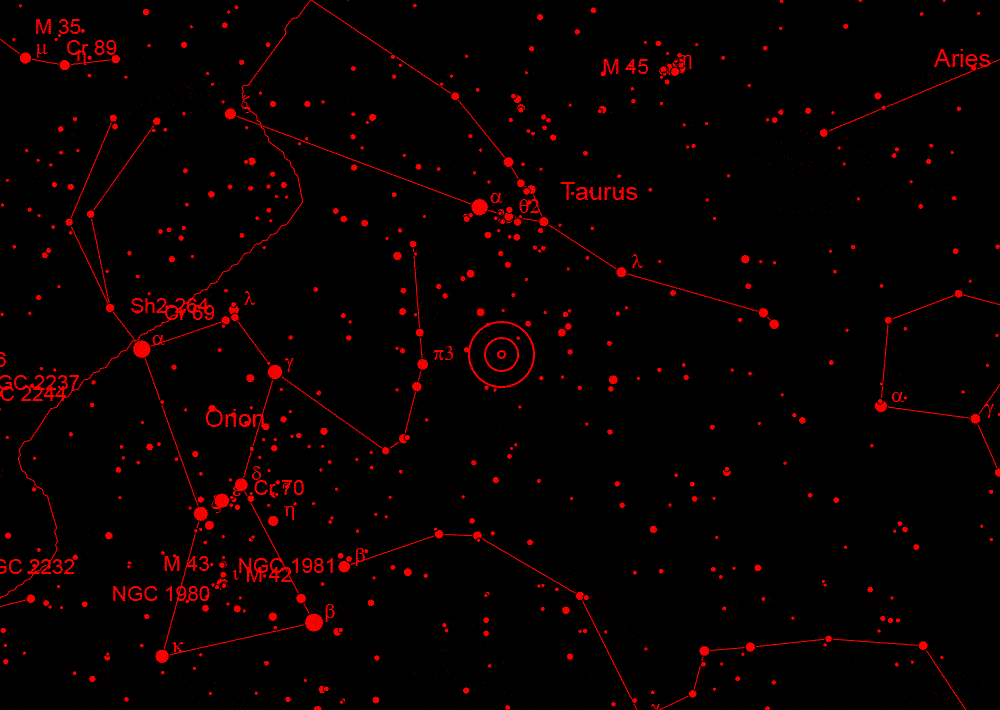 M 35
μ
Cr 89
η
M 45
η
Aries
ξ
α
θ2
Taurus
λ
Sh2-264
λ
Cr 69
α
π3
γ
6
GC 2237
C 2244
α
γ
Orion
δ
ε
Cr 70
ζ
η
M 43
NGC 1981
β
GC 2232
ι
M 42
NGC 1980
β
κ
γ